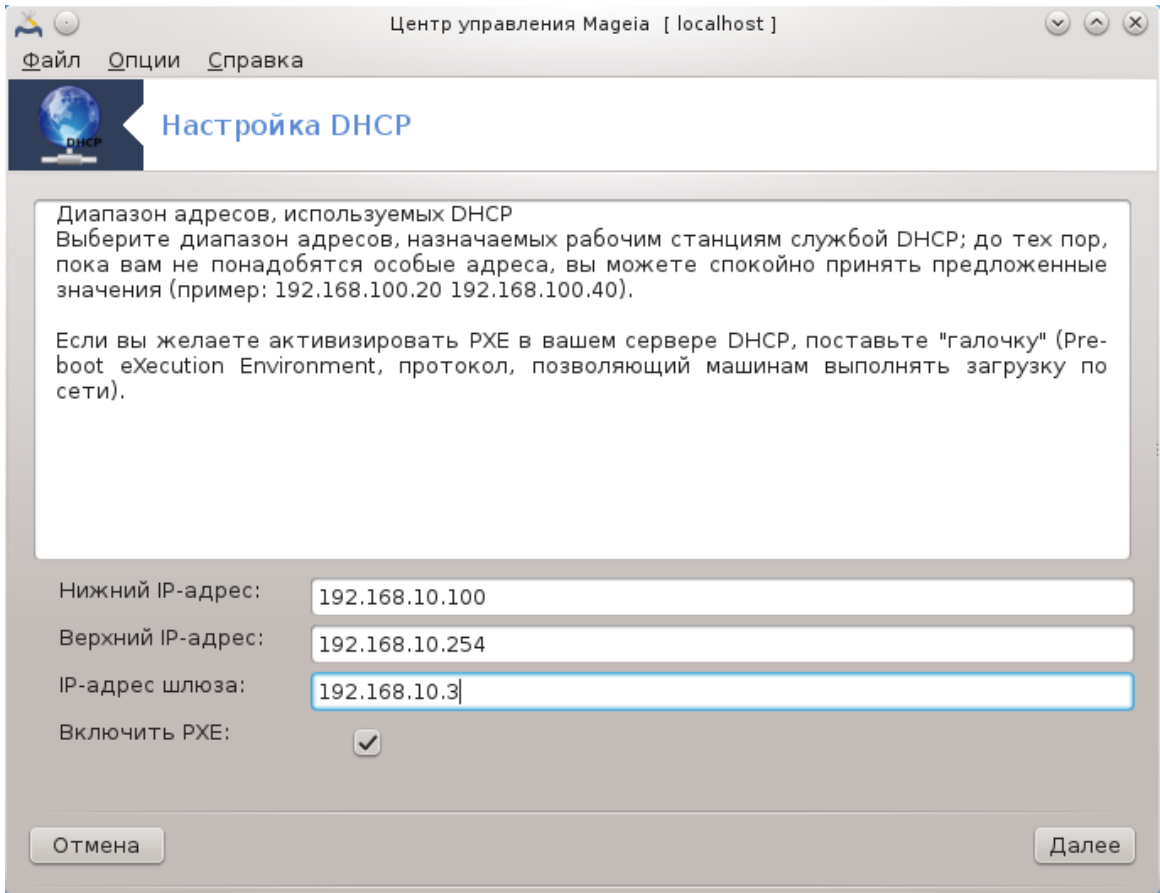 Центр управления Mageia [ localhost ]
Файл Опции Справка
DHCP
Настройка DHCP
Диапазон адресов, используемых DHCP
Выберите диапазон адресов, назначаемых рабочим станциям службой DHCP; до тех пор,
пока вам не понадобятся особые адреса, вы можете спокойно принять предложенные
значения (пример: 192.168.100.20 192.168.100.40).
Если вы желаете активизировать PXE в вашем сервере DHCP, поставьте "галочку" (Pre-
boot eXecution Environment, протокол, позволяющий машинам выполнять загрузку по
сети).
Нижний IP-адрес: 192.168.10.100
Верхний IP-адрес: 192.168.10.254
IP-адрес шлюза: 192.168.10.3
Включить PXE:
Отмена Далее